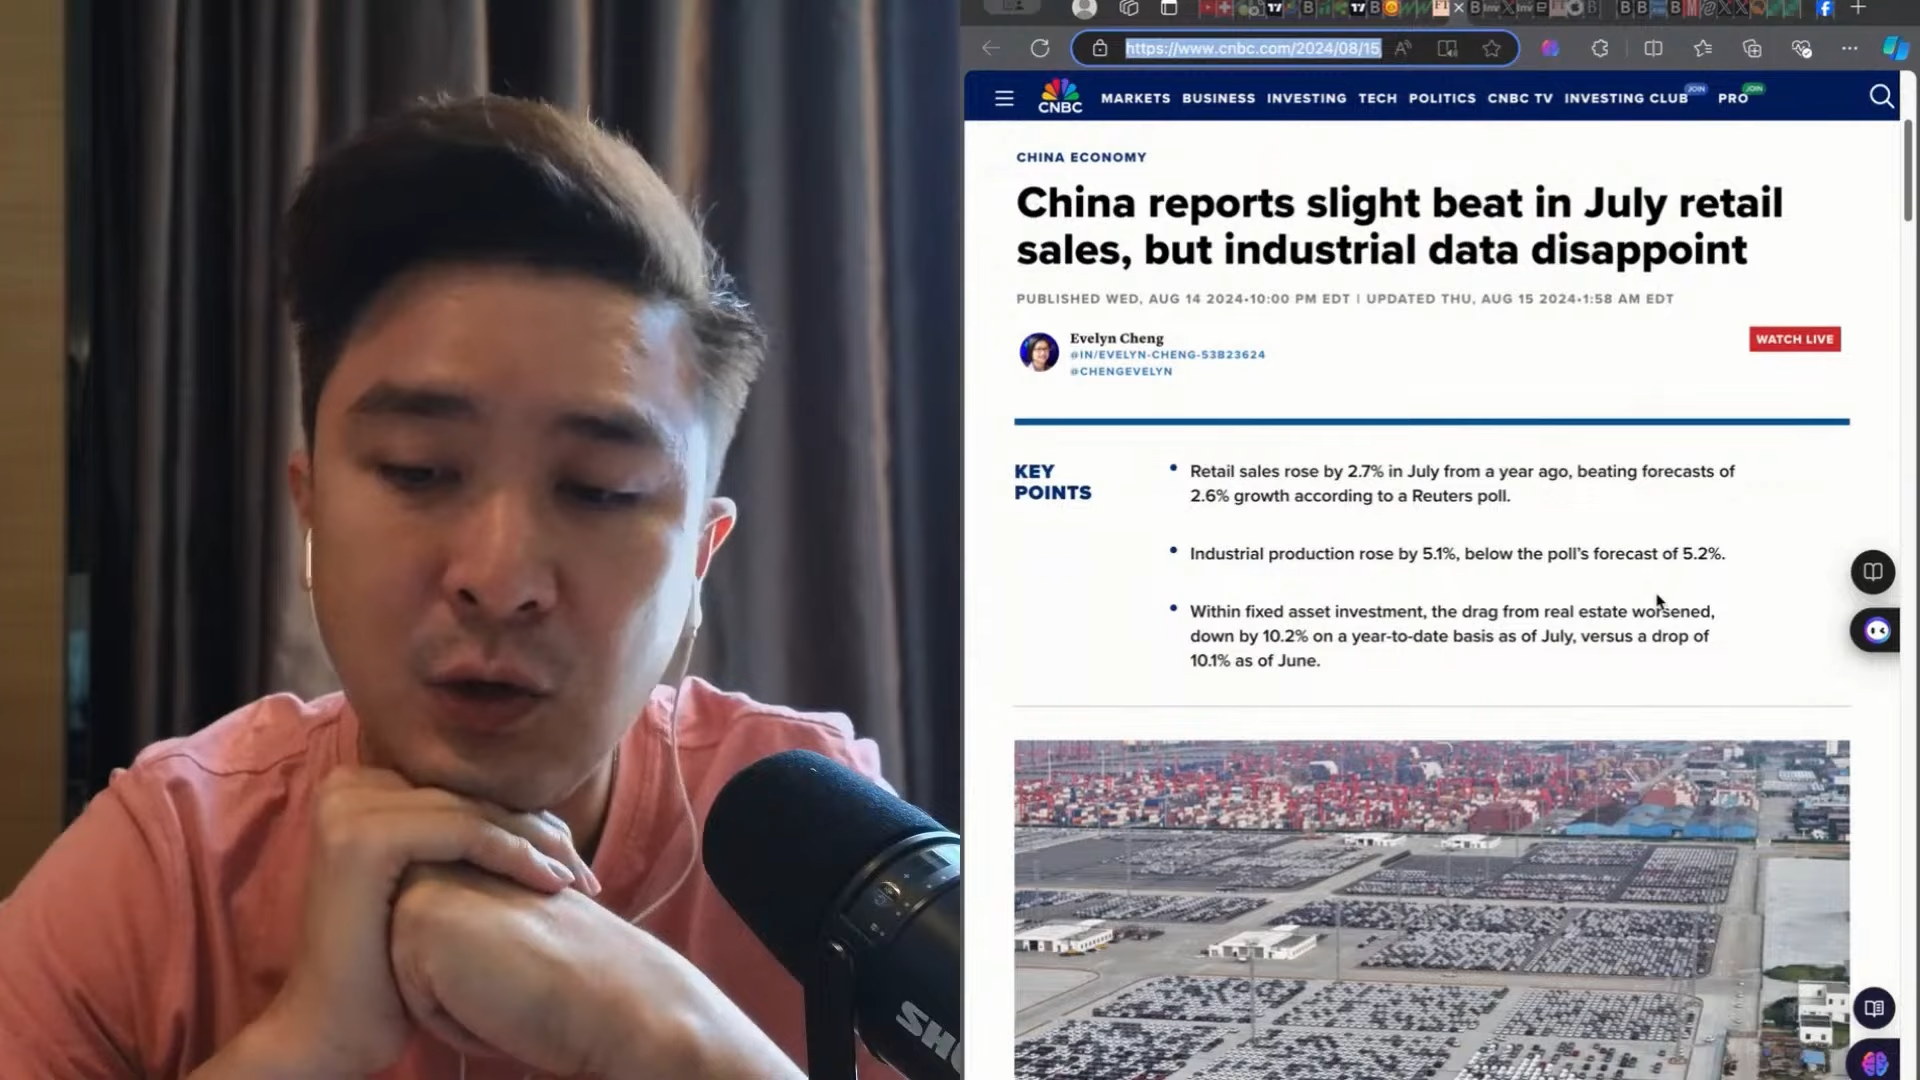 https://www.cnbc.com/2024/08/15
CNBC
MARKETS BUSINESS INVESTING TECH POLITICS CNBC TV INVESTING CLUB JOIN PRO JOIN
CHINA ECONOMY
China reports slight beat in July retail
sales, but industrial data disappoint
PUBLISHED WED, AUG 14 2024•10:00 PM EDT | UPDATED THU, AUG 15 2024•1:58 AM EDT
Evelyn Cheng
@IN/EVELYN-CHENG-53B23624
@CHENGEVELYN
WATCH LIVE
KEY
POINTS
• Retail sales rose by 2.7% in July from a year ago, beating forecasts of
2.6% growth according to a Reuters poll.
• Industrial production rose by 5.1%, below the poll’s forecast of 5.2%.
• Within fixed asset investment, the drag from real estate worsened,
down by 10.2% on a year-to-date basis as of July, versus a drop of
10.1% as of June.